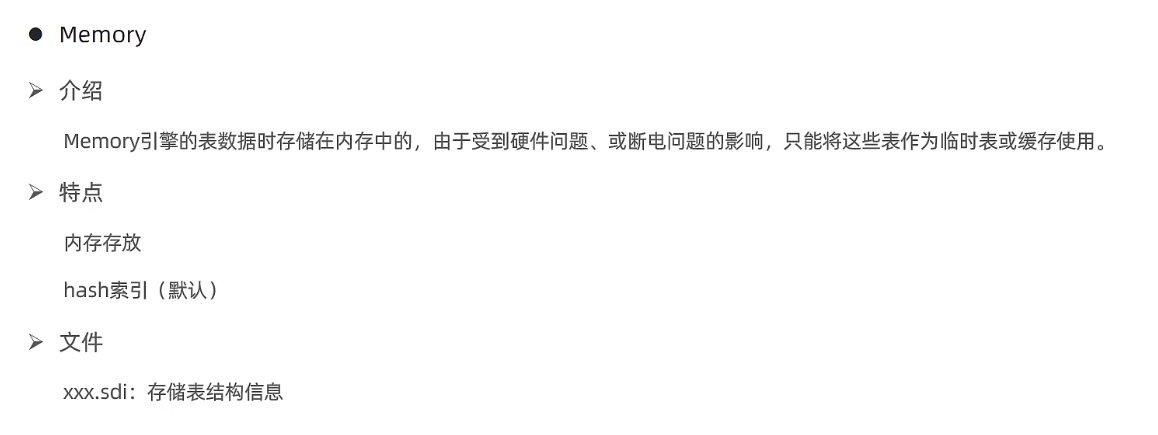 ● Memory
➢ 介绍
Memory引擎的表数据时存储在内存中的，由于受到硬件问题、或断电问题的影响，只能将这些表作为临时表或缓存使用。
➢ 特点
内存存放
hash索引（默认）
➢ 文件
xxx.sdi：存储表结构信息